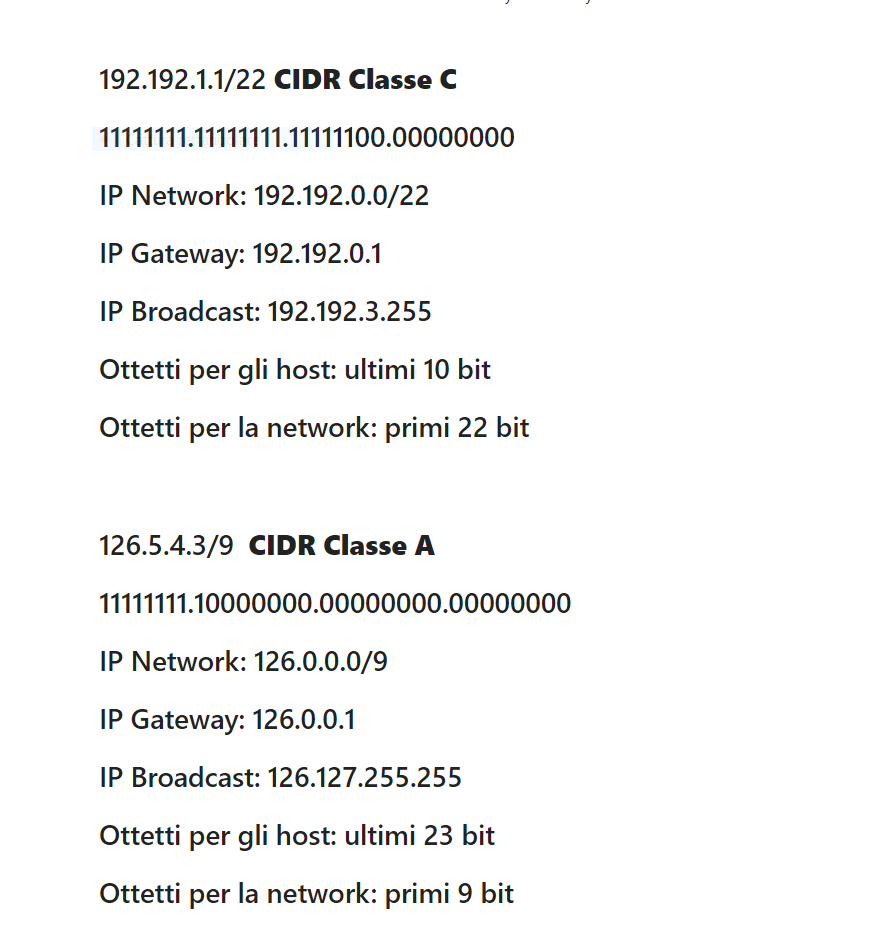 192.192.1.1/22 CIDR Classe C
11111111.11111111.11111100.00000000
IP Network: 192.192.0.0/22
IP Gateway: 192.192.0.1
IP Broadcast: 192.192.3.255
Ottetti per gli host: ultimi 10 bit
Ottetti per la network: primi 22 bit
126.5.4.3/9 CIDR Classe A
11111111.10000000.00000000.00000000
IP Network: 126.0.0.0/9
IP Gateway: 126.0.0.1
IP Broadcast: 126.127.255.255
Ottetti per gli host: ultimi 23 bit
Ottetti per la network: primi 9 bit